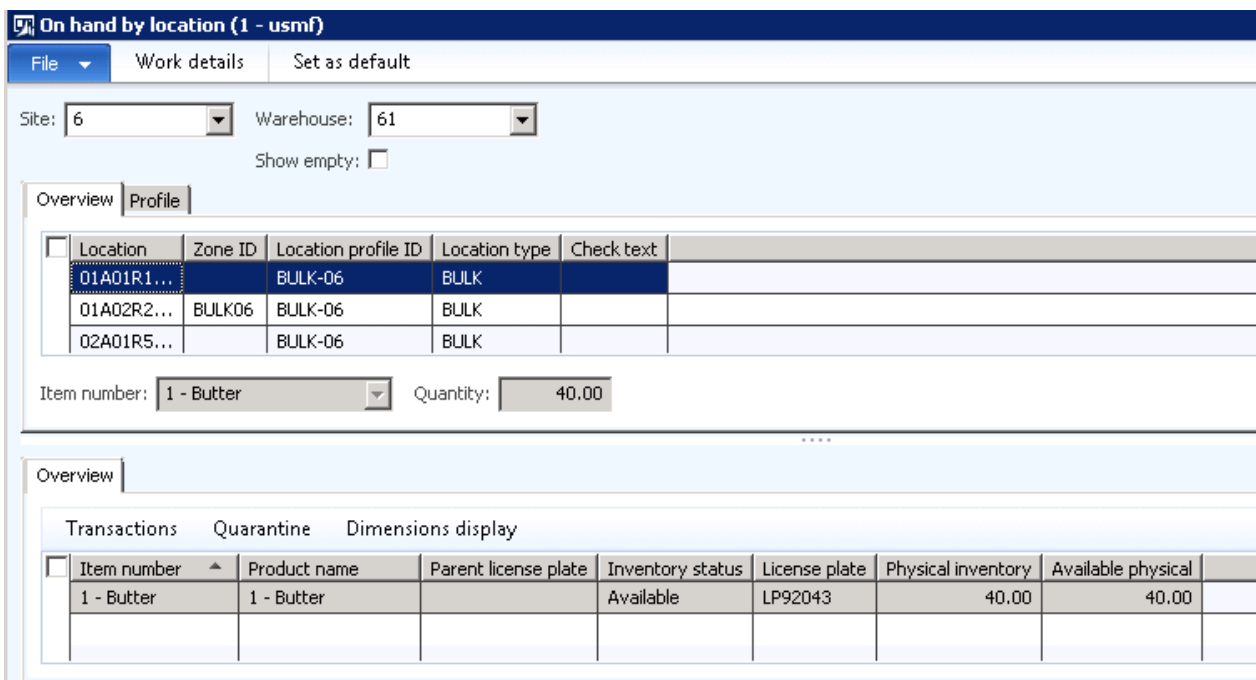 On hand by location (1 - usmf)
File Work details Set as default
Site: 6 Warehouse: 61
Show empty:
Overview Profile
Location Zone ID Location profile ID Location type Check text
01A01R1... BULK-06 BULK
01A02R2... BULK06 BULK-06 BULK
02A01R5... BULK-06 BULK
Item number: 1 - Butter Quantity: 40.00
Overview
Transactions Quarantine Dimensions display
Item number Product name Parent license plate Inventory status License plate Physical inventory Available physical
1 - Butter 1 - Butter Available LP92043 40.00 40.00